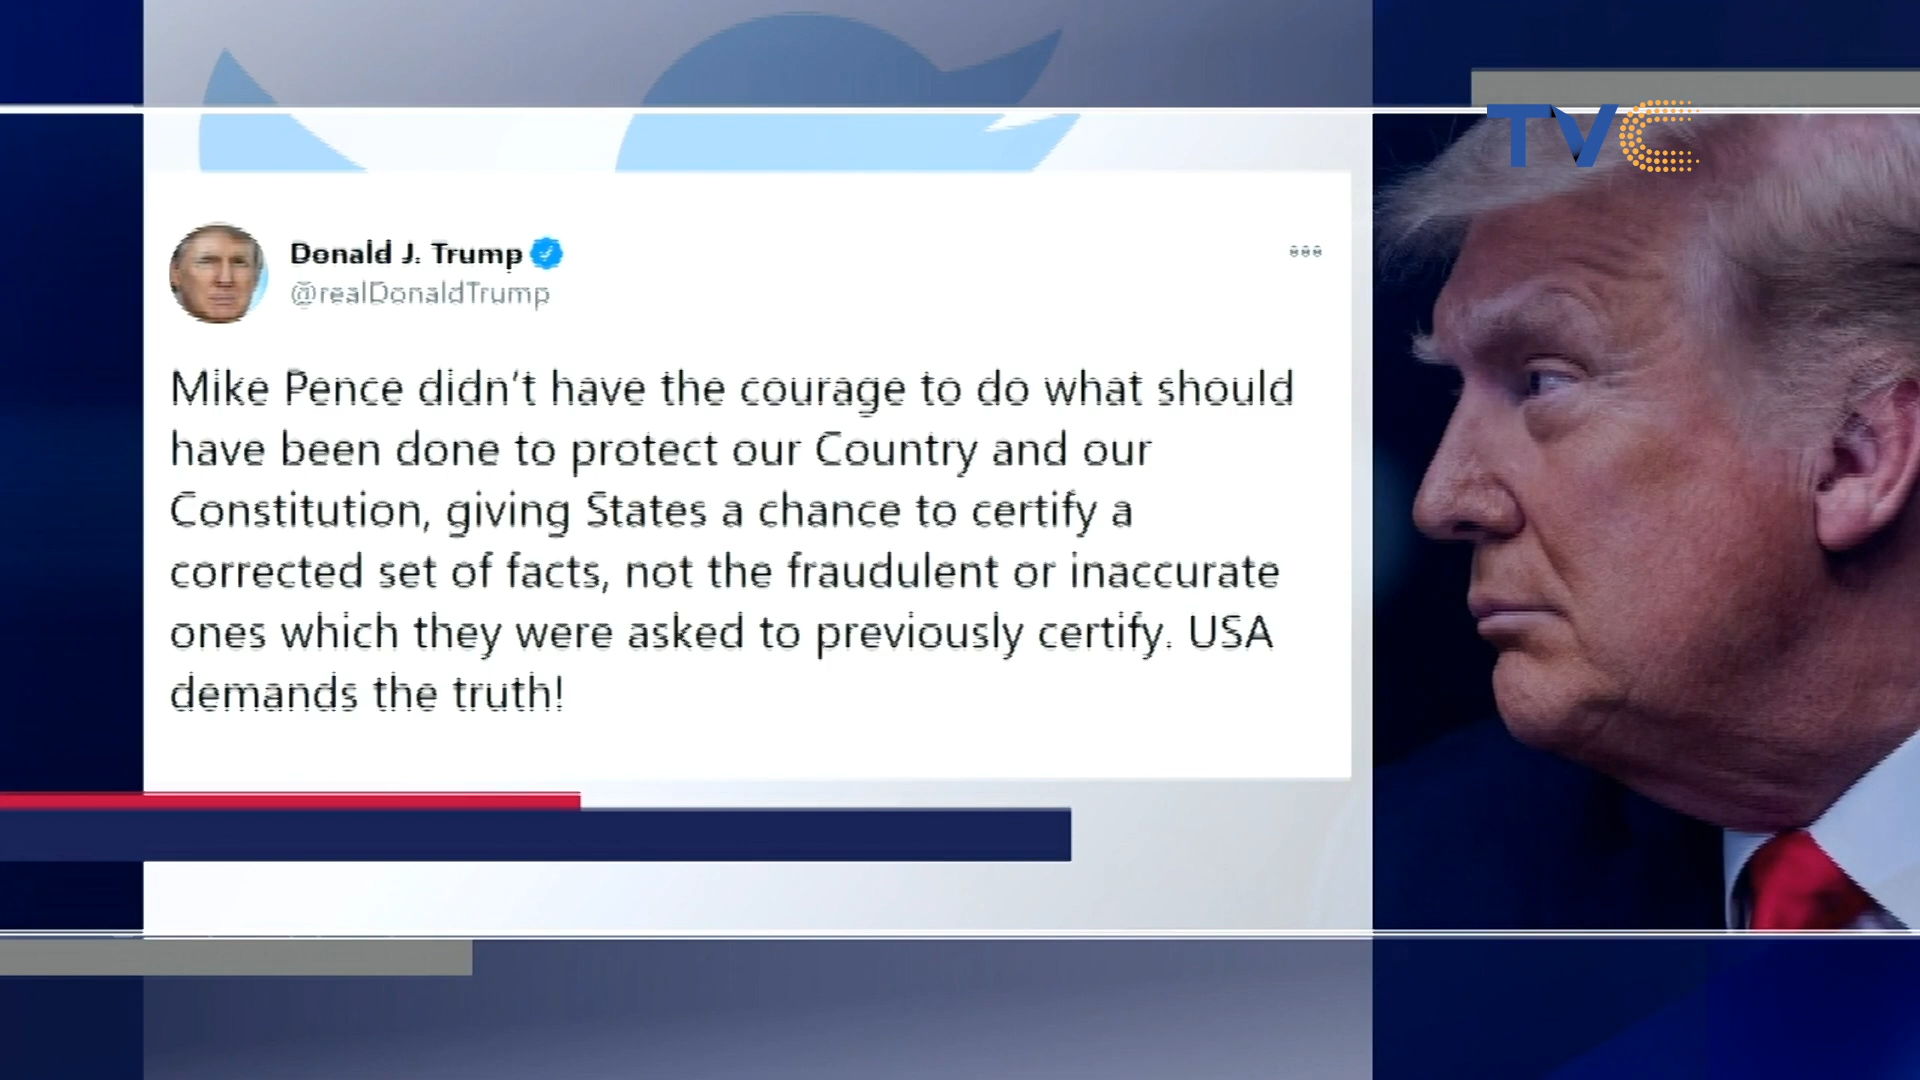 TVC
Donald J. Trump
@realDonaldTrump
Mike Pence didn't have the courage to do what should
have been done to protect our Country and our
Constitution, giving States a chance to certify a
corrected set of facts, not the fraudulent or inaccurate
ones which they were asked to previously certify. USA
demands the truth!